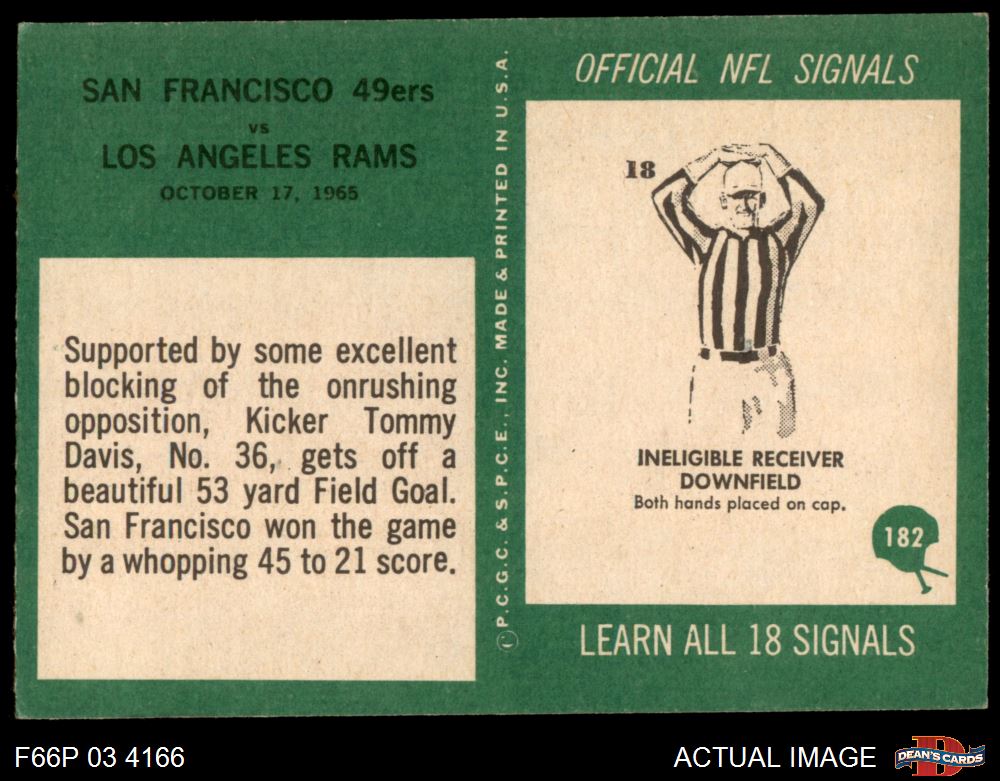 SAN FRANCISCO 49ers
vs
LOS ANGELES RAMS
OCTOBER 17, 1965
Supported by some excellent
blocking of the onrushing
opposition, Kicker Tommy
Davis, No. 36, gets off a
beautiful 53 yard Field Goal.
San Francisco won the game
by a whopping 45 to 21 score.
© P.C.G.C. & S.P.C.E., INC. MADE & PRINTED IN U.S.A.
OFFICIAL NFL SIGNALS
18
INELIGIBLE RECEIVER
DOWNFIELD
Both hands placed on cap.
182
LEARN ALL 18 SIGNALS
F66P 03 4166
ACTUAL IMAGE
D
DEAN'S CARDS